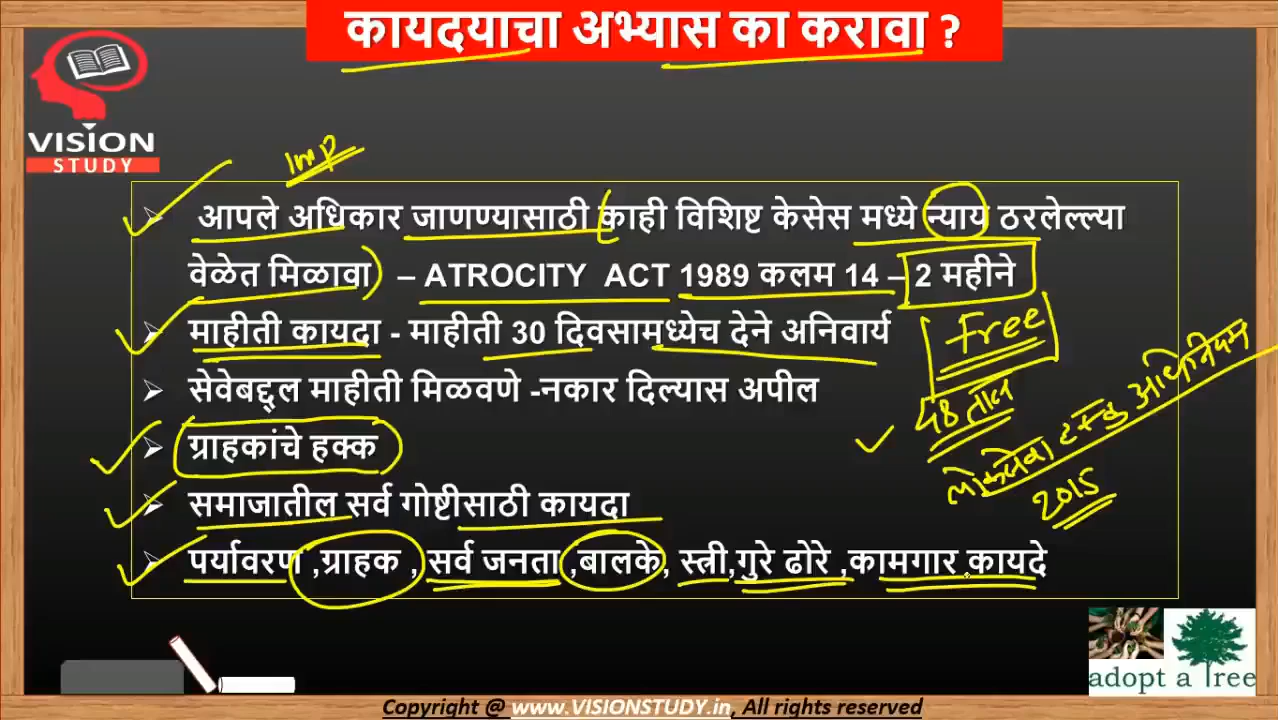 कायदयाचा अभ्यास का करावा ?
VISION
STUDY
Imp
आपले अधिकार जाणण्यासाठी काही विशिष्ट केसेस मध्ये न्याय ठरलेल्ल्या
वेळेत मिळावा – ATROCITY ACT 1989 कलम 14 – 2 महीने
माहीती कायदा - माहीती 30 दिवसामध्येच देने अनिवार्य
Free
सेवेबद्द्ल माहीती मिळवणे -नकार दिल्यास अपील
48 तास
ग्राहकांचे हक्क
लोकसेवा हक्क अधिनियम
2015
समाजातील सर्व गोष्टीसाठी कायदा
पर्यावरण ,ग्राहक , सर्व जनता ,बालके, स्त्री,गुरे ढोरे ,कामगार कायदे
adopt a Tree
Copyright @ www.VISIONSTUDY.in, All rights reserved